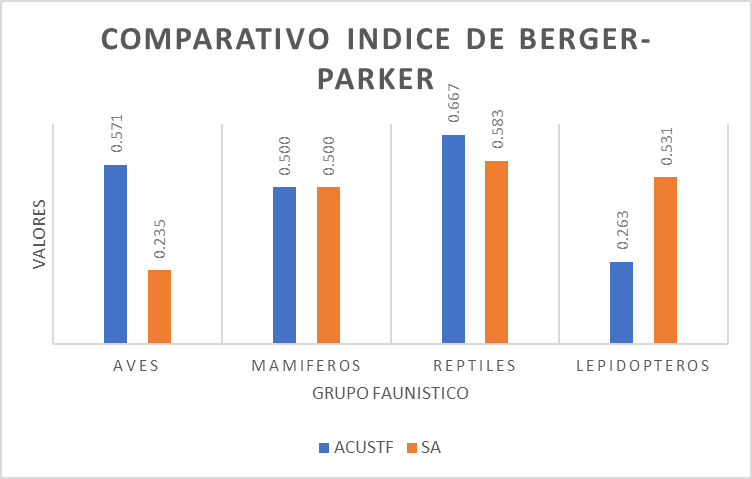 COMPARATIVO INDICE DE BERGER-
PARKER
0.571
0.235
0.500
0.500
0.667
0.583
0.263
0.531
VALORES
AVES
MAMIFEROS
REPTILES
LEPIDOPTEROS
GRUPO FAUNISTICO
ACUSTF
SA